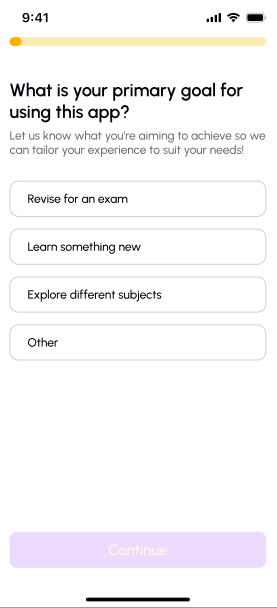 9:41
What is your primary goal for
using this app?
Let us know what you're aiming to achieve so we
can tailor your experience to suit your needs!
Revise for an exam
Learn something new
Explore different subjects
Other
Continue